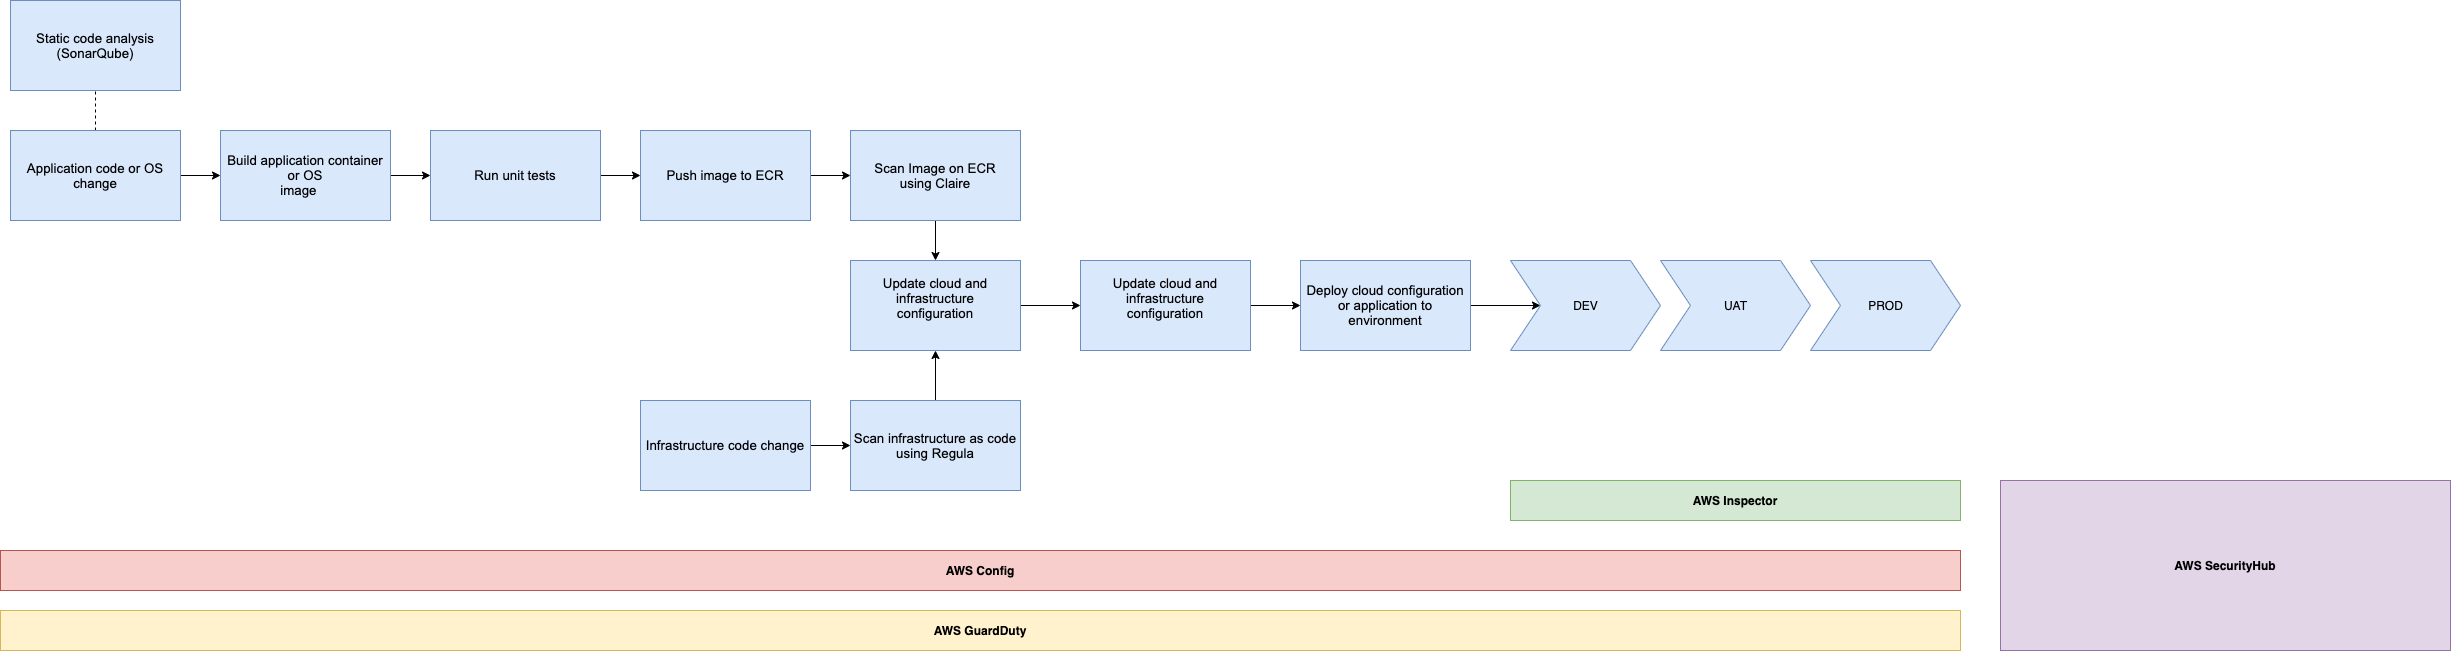 Static code analysis
(SonarQube)
Application code or OS
change
Build application container
or OS
image
Run unit tests
Push image to ECR
Scan Image on ECR
using Claire
Update cloud and
infrastructure
configuration
Update cloud and
infrastructure
configuration
Deploy cloud configuration
or application to
environment
DEV
UAT
PROD
Infrastructure code change
Scan infrastructure as code
using Regula
AWS Inspector
AWS Config
AWS GuardDuty
AWS SecurityHub